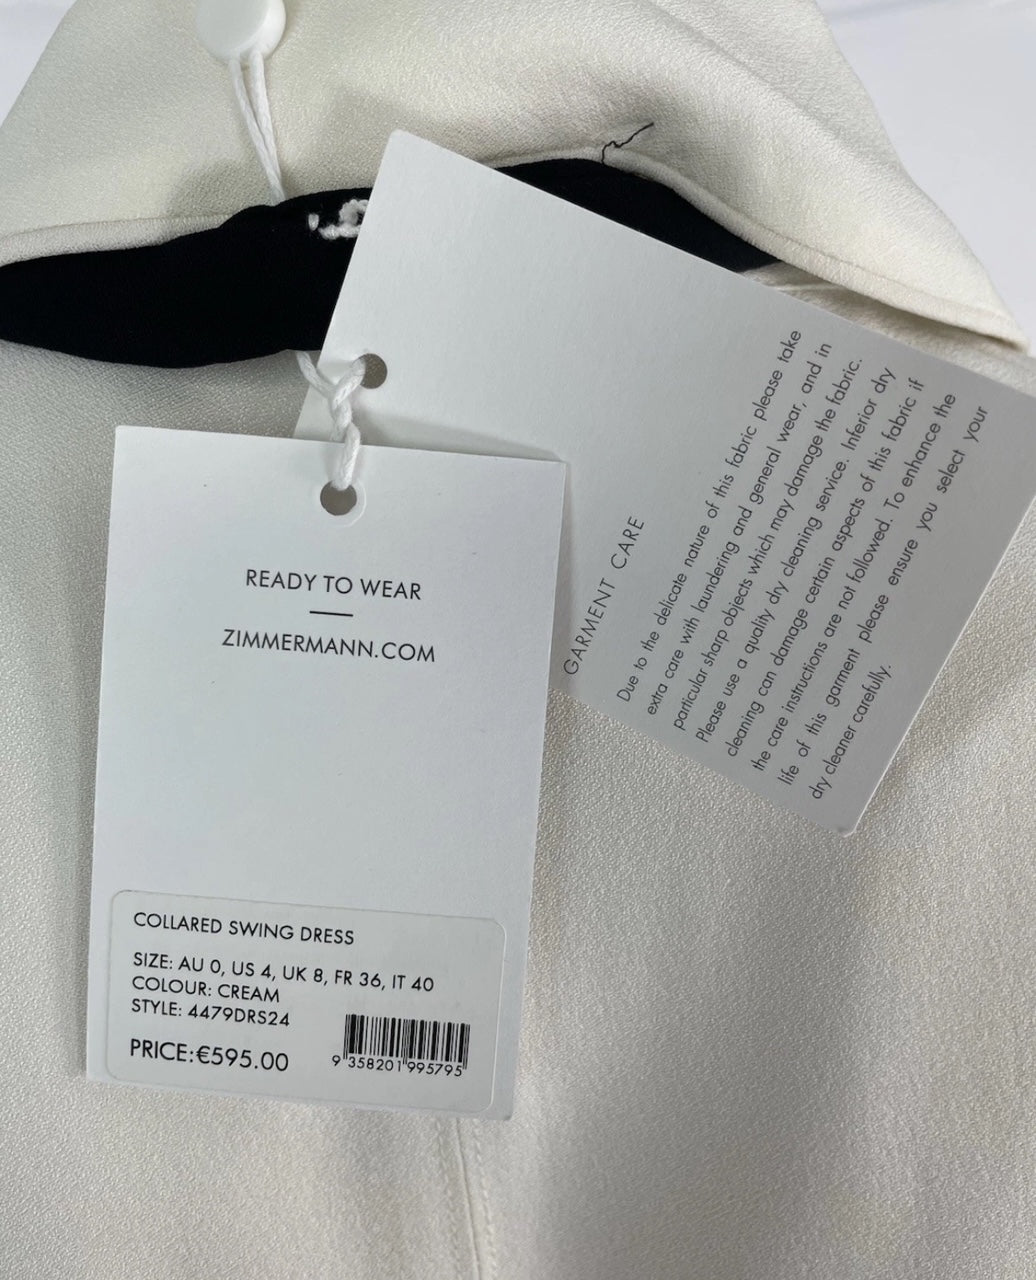 READY TO WEAR
ZIMMERMANN.COM
COLLARED SWING DRESS
SIZE: AU 0, US 4, UK 8, FR 36, IT 40
COLOUR: CREAM
STYLE: 4479DRS24
PRICE:€595.00
9 358201 995795
GARMENT CARE
Due to the delicate nature of this fabric please take
extra care with laundering and general wear, and in
particular sharp objects which may damage the fabric.
Please use a quality dry cleaning service. Inferior dry
cleaning can damage certain aspects of this fabric if
the care instructions are not followed. To enhance the
life of this garment please ensure you select your
dry cleaner carefully.